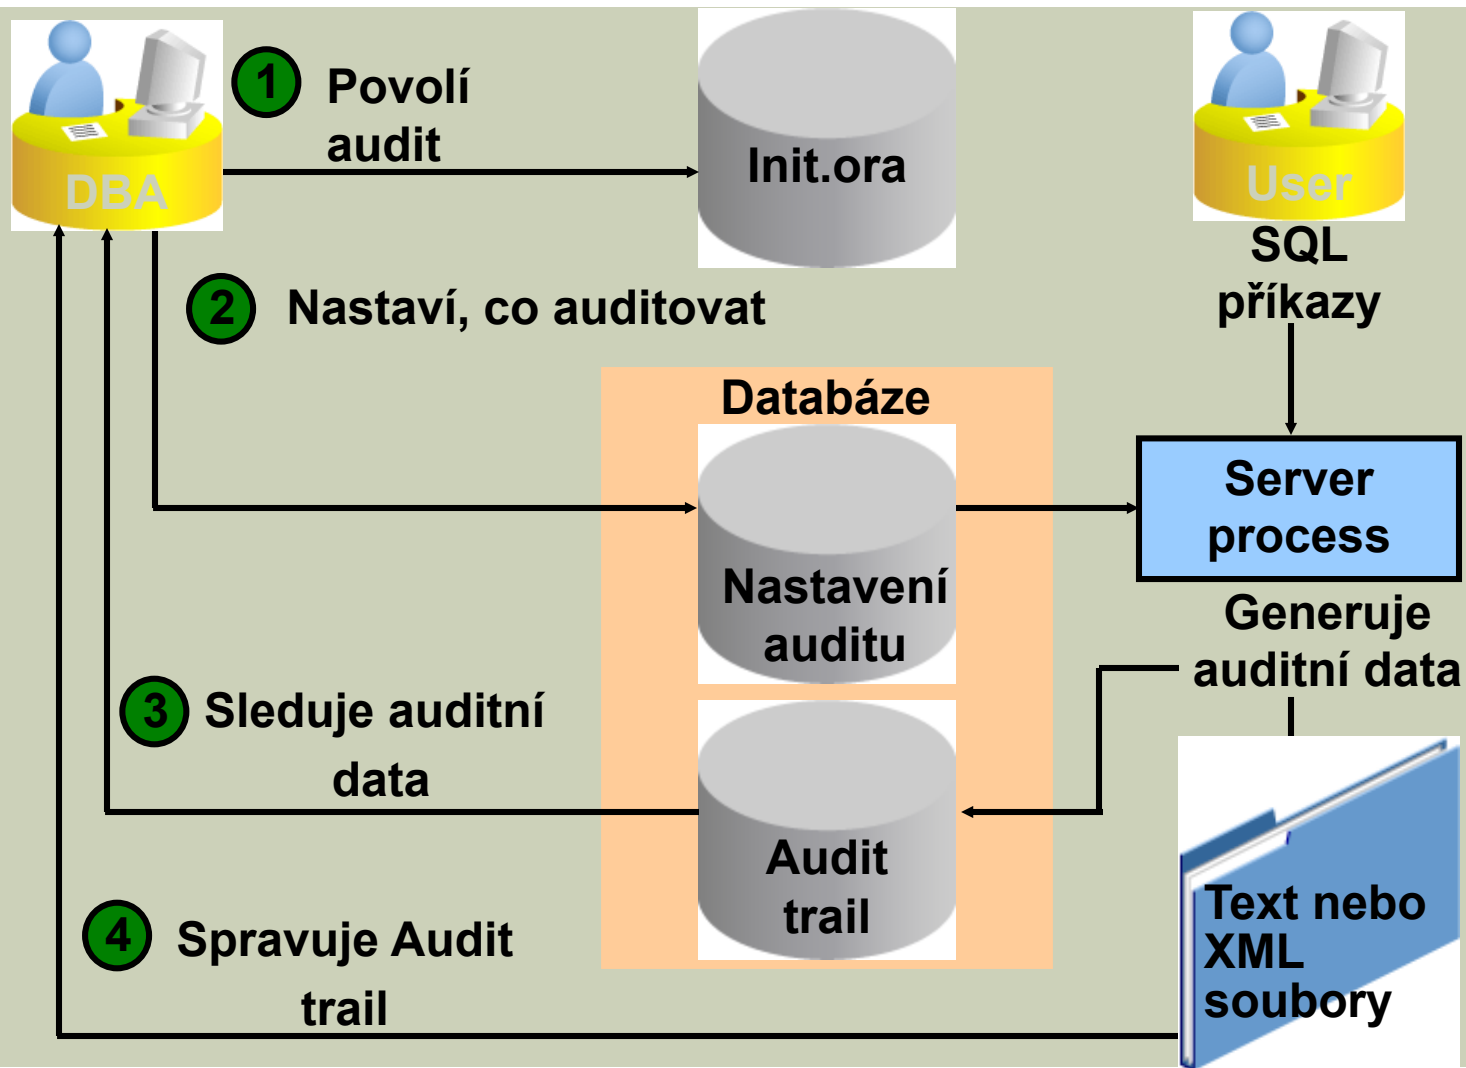 1
Povolí
audit
DBA
Init.ora
User
SQL
příkazy
2
Nastaví, co auditovat
Databáze
Nastavení
auditu
Server
process
Generuje
auditní data
3
Sleduje auditní
data
Audit
trail
4
Spravuje Audit
trail
Text nebo
XML
soubory